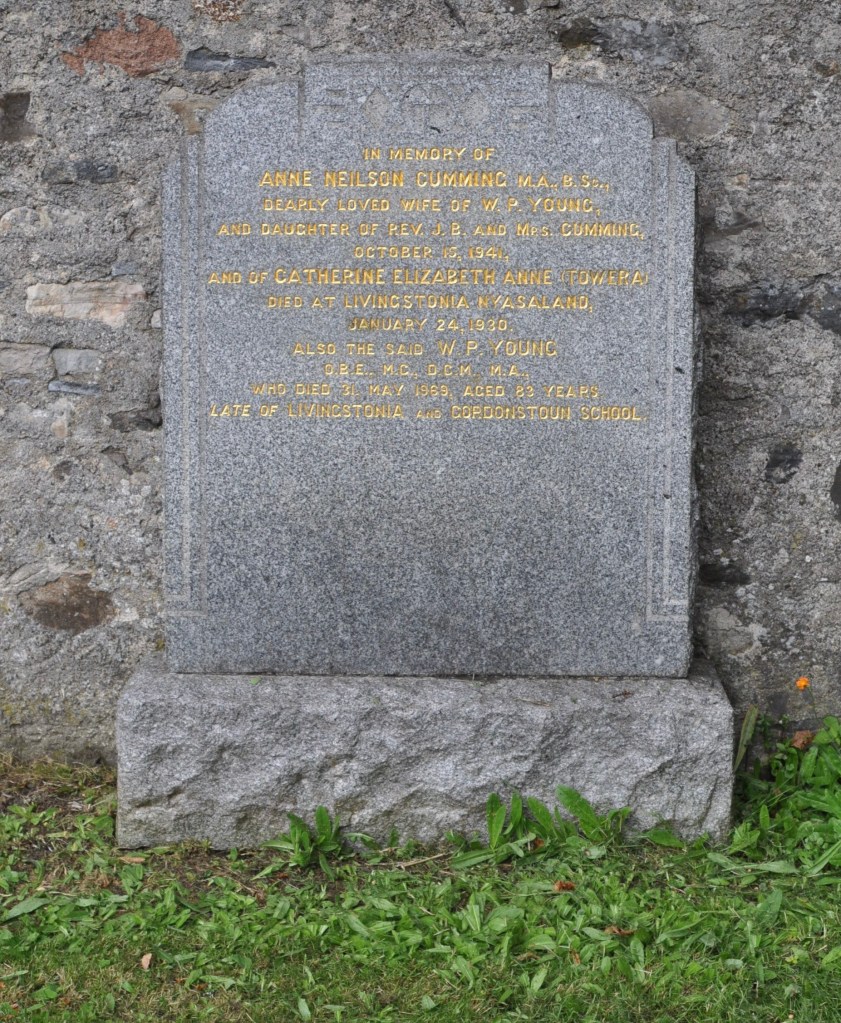 IN MEMORY OF
ANNE NEILSON CUMMING M.A., B.SC.,
DEARLY LOVED WIFE OF W. P. YOUNG,
AND DAUGHTER OF REV. J. B. AND MRS. CUMMING,
OCTOBER 15, 1941,
AND OF CATHERINE ELIZABETH ANNE (TOWERA)
DIED AT LIVINGSTONIA NYASALAND,
JANUARY 24, 1930.
ALSO THE SAID W. P. YOUNG
O.B.E., M.C., D.C.M., M.A.,
WHO DIED 31. MAY 1969, AGED 83 YEARS.
LATE OF LIVINGSTONIA AND GORDONSTOUN SCHOOL.